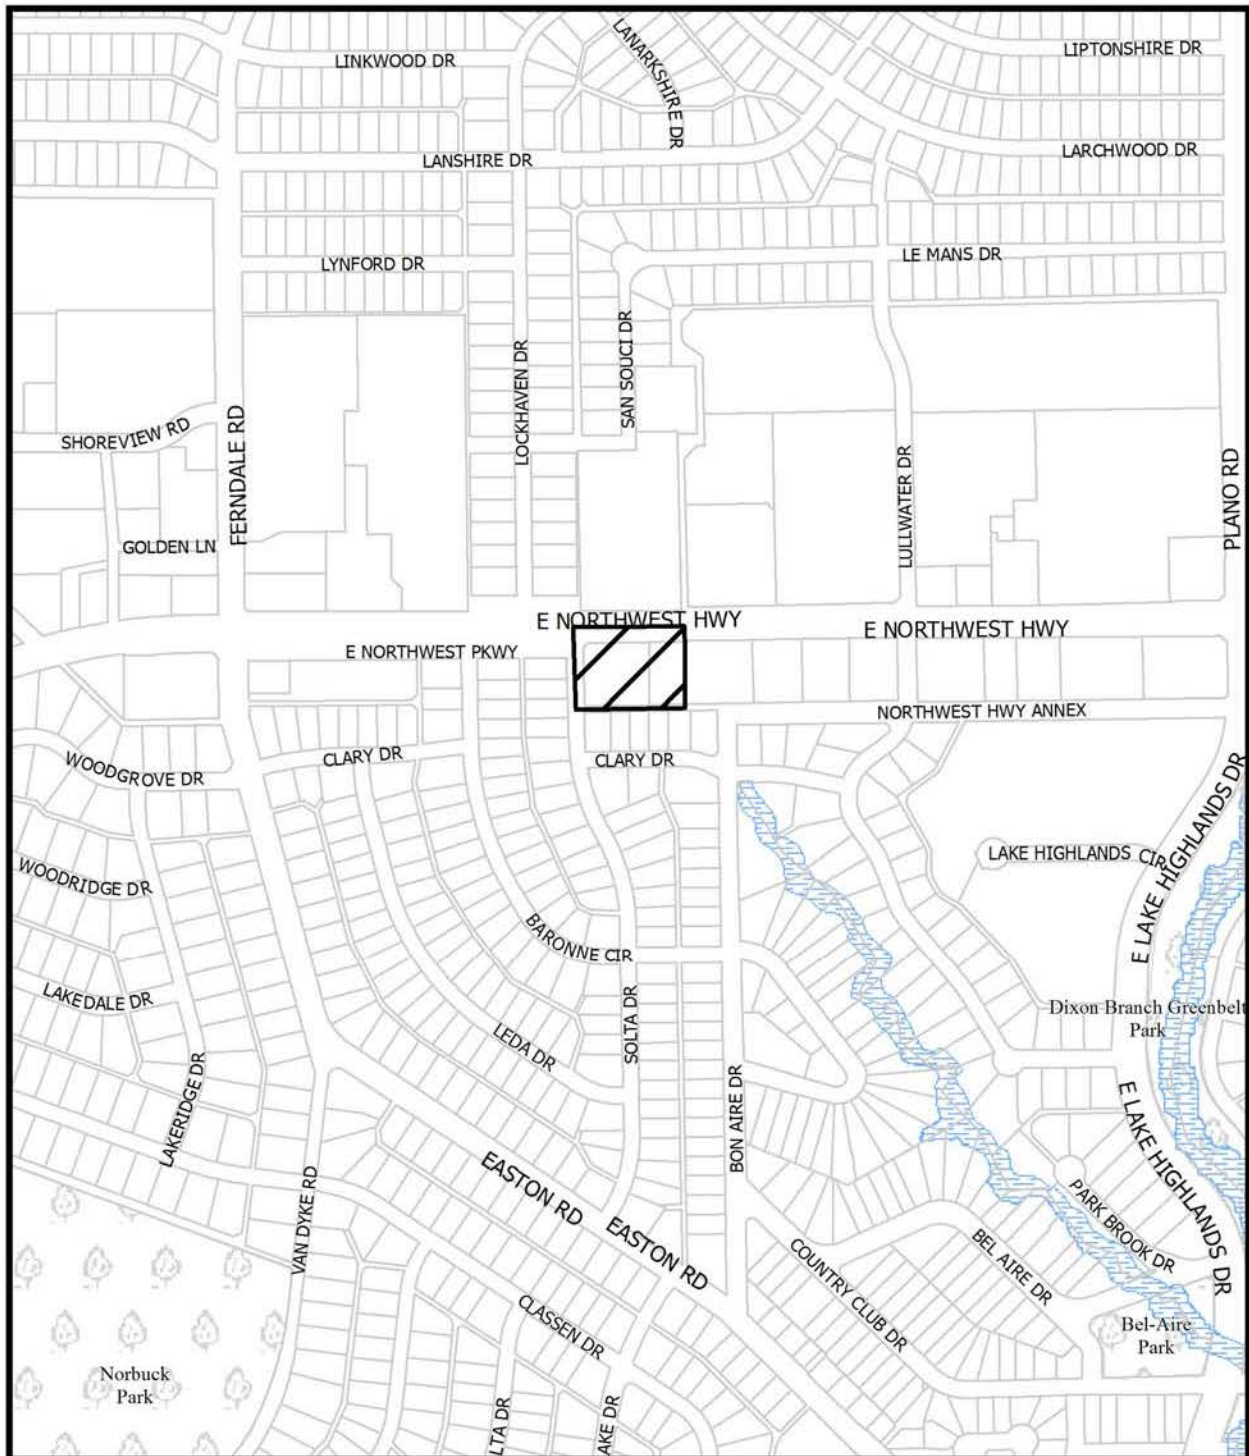 LINKWOOD DR
LANARKSHIRE DR
LIPTONSHIRE DR
LANSHIRE DR
LARCHWOOD DR
LYNFORD DR
LE MANS DR
SAN SOUCI DR
LOCKHAVEN DR
SHOREVIEW RD
FERNDALE RD
LULLWATER DR
PLANO RD
GOLDEN LN
E NORTHWEST HWY
E NORTHWEST HWY
E NORTHWEST PKWY
NORTHWEST HWY ANNEX
CLARY DR
CLARY DR
WOODGROVE DR
LAKE HIGHLANDS CIR
E LAKE HIGHLANDS DR
WOODRIDGE DR
BARONNE CIR
LAKEDALE DR
SOLTA DR
Dixon Branch Greenbelt
Park
LEDA DR
LAKERIDGE DR
BON AIRE DR
E LAKE HIGHLANDS DR
EASTON RD
EASTON RD
VAN DYKE RD
PARK BROOK DR
BEL AIRE DR
COUNTRY CLUB DR
CLASSEN DR
Bel-Aire
Park
Norbuck
Park
LTA DR
AKE DR